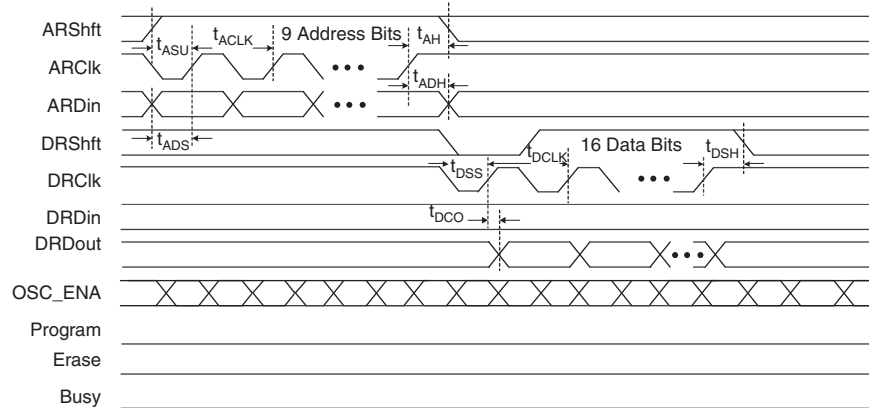 ARShft
tASU
tACLK
9 Address Bits
tAH
ARClk
tADH
ARDin
tADS
DRShft
16 Data Bits
tDSS
tDCLK
tDSH
DRClk
DRDin
tDCO
DRDout
OSC_ENA
Program
Erase
Busy